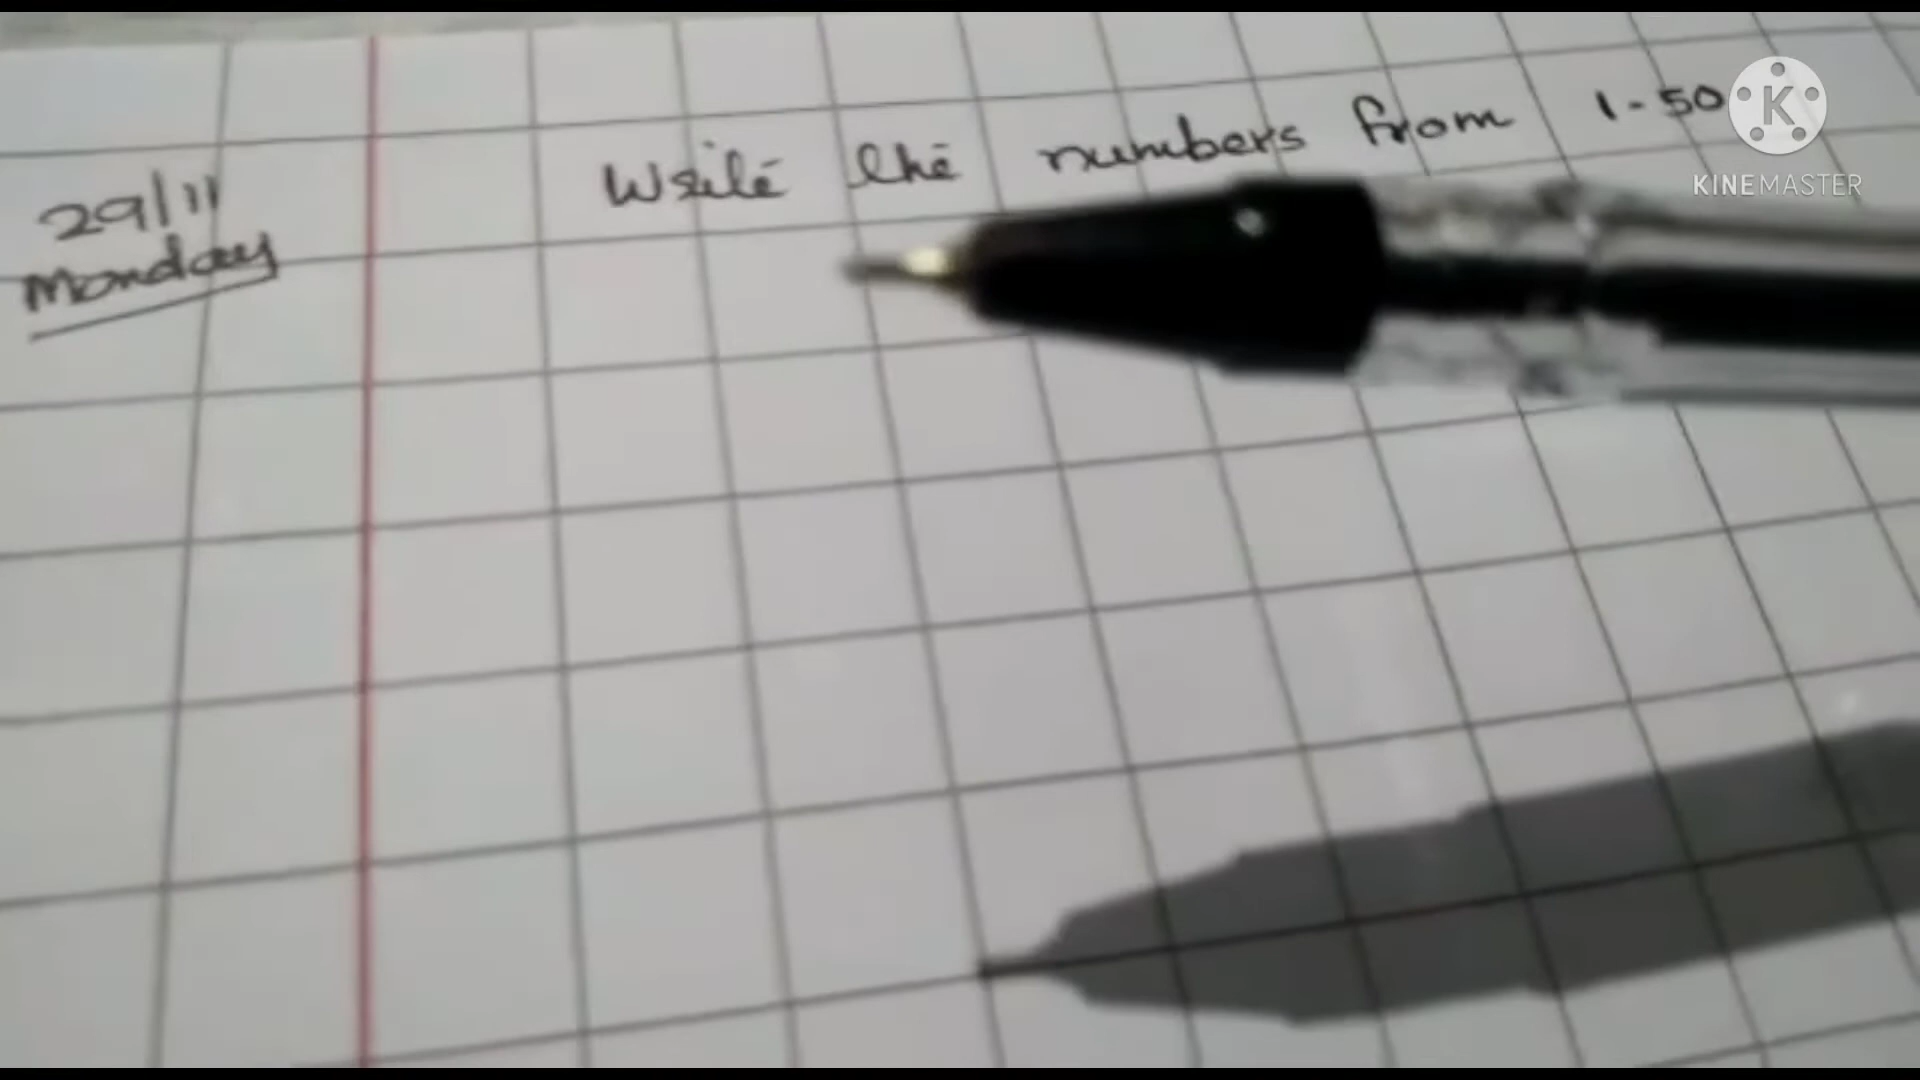 Write the numbers from 1-50
29/11
Monday
K
KINEMASTER